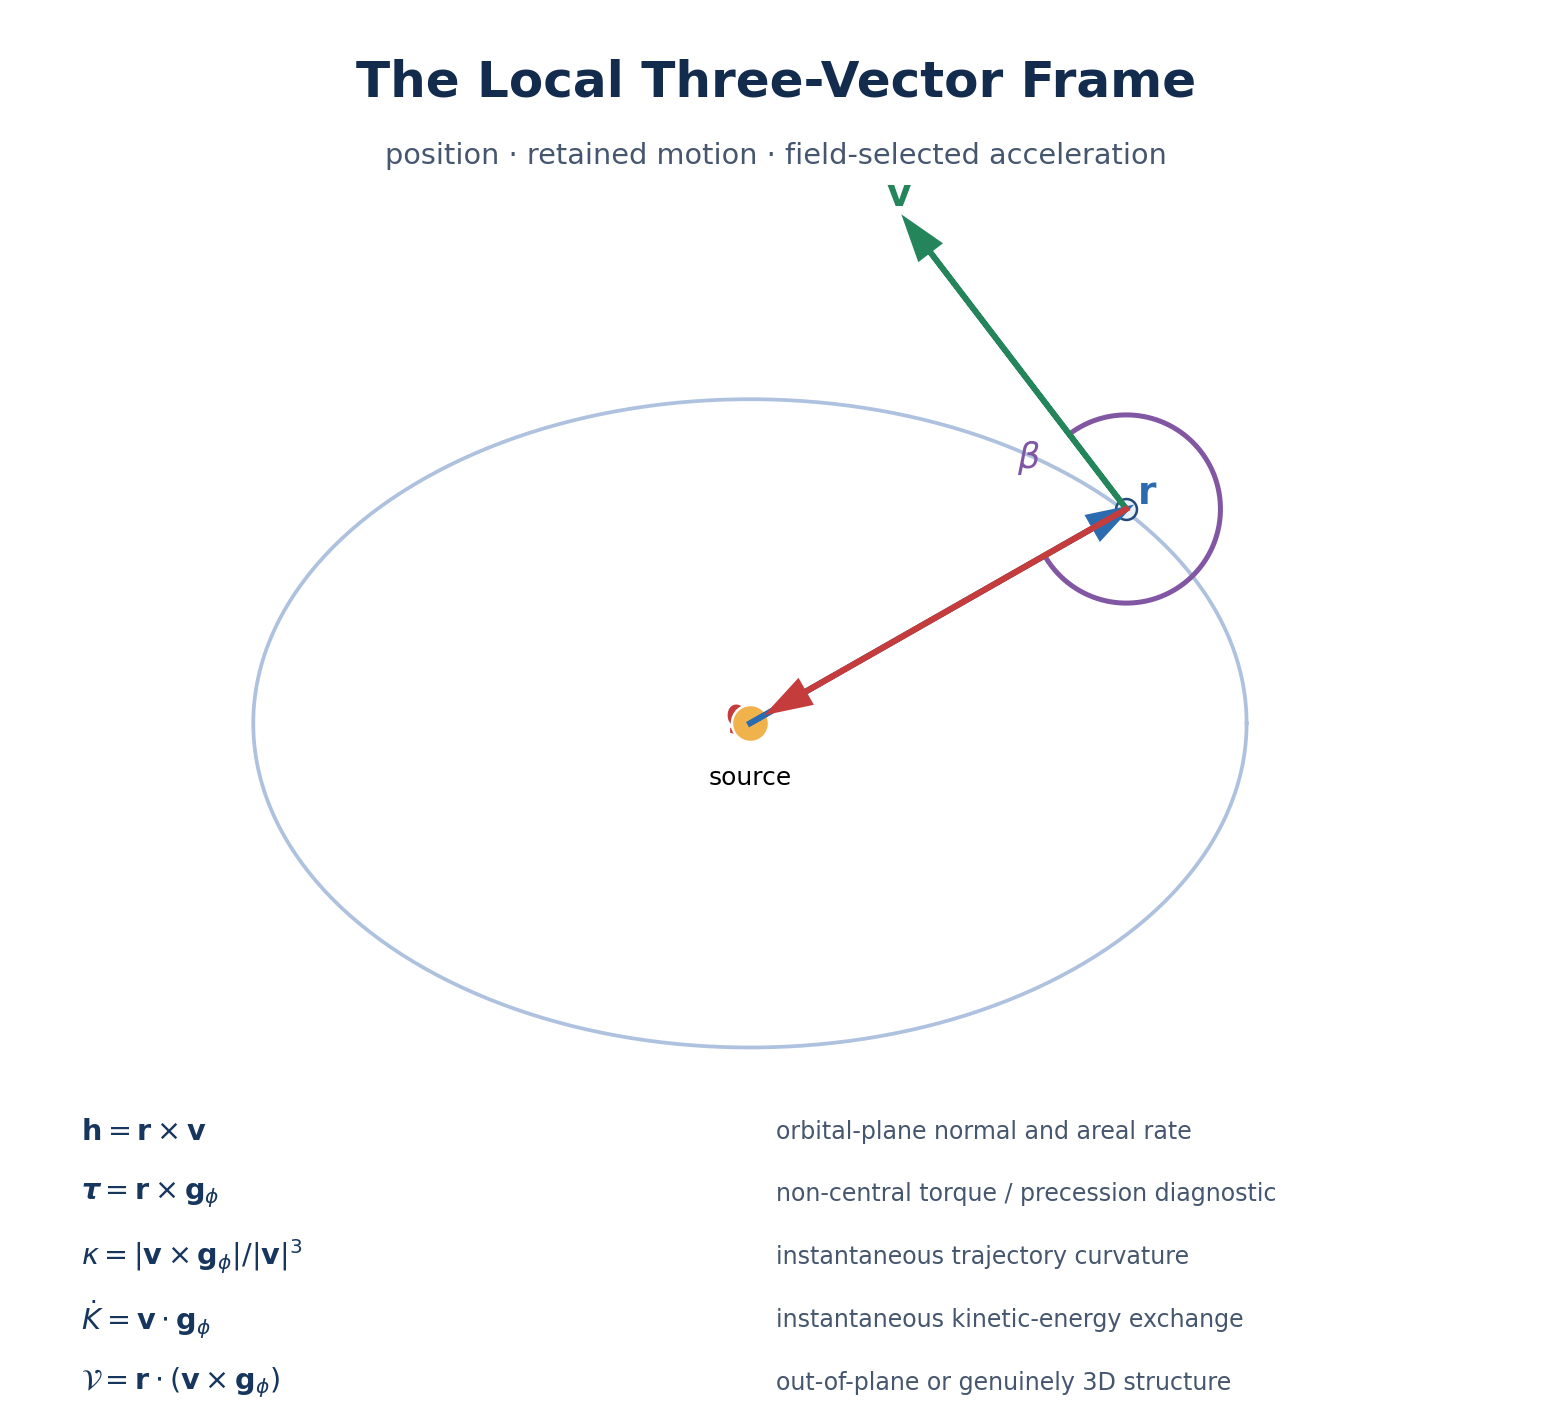 The Local Three-Vector Frame
position · retained motion · field-selected acceleration
v
β
r
source
h = r × v orbital-plane normal and areal rate
τ = r × g_ϕ non-central torque / precession diagnostic
κ = |v × g_ϕ|/|v|³ instantaneous trajectory curvature
K̇ = v · g_ϕ instantaneous kinetic-energy exchange
𝒱 = r · (v × g_ϕ) out-of-plane or genuinely 3D structure